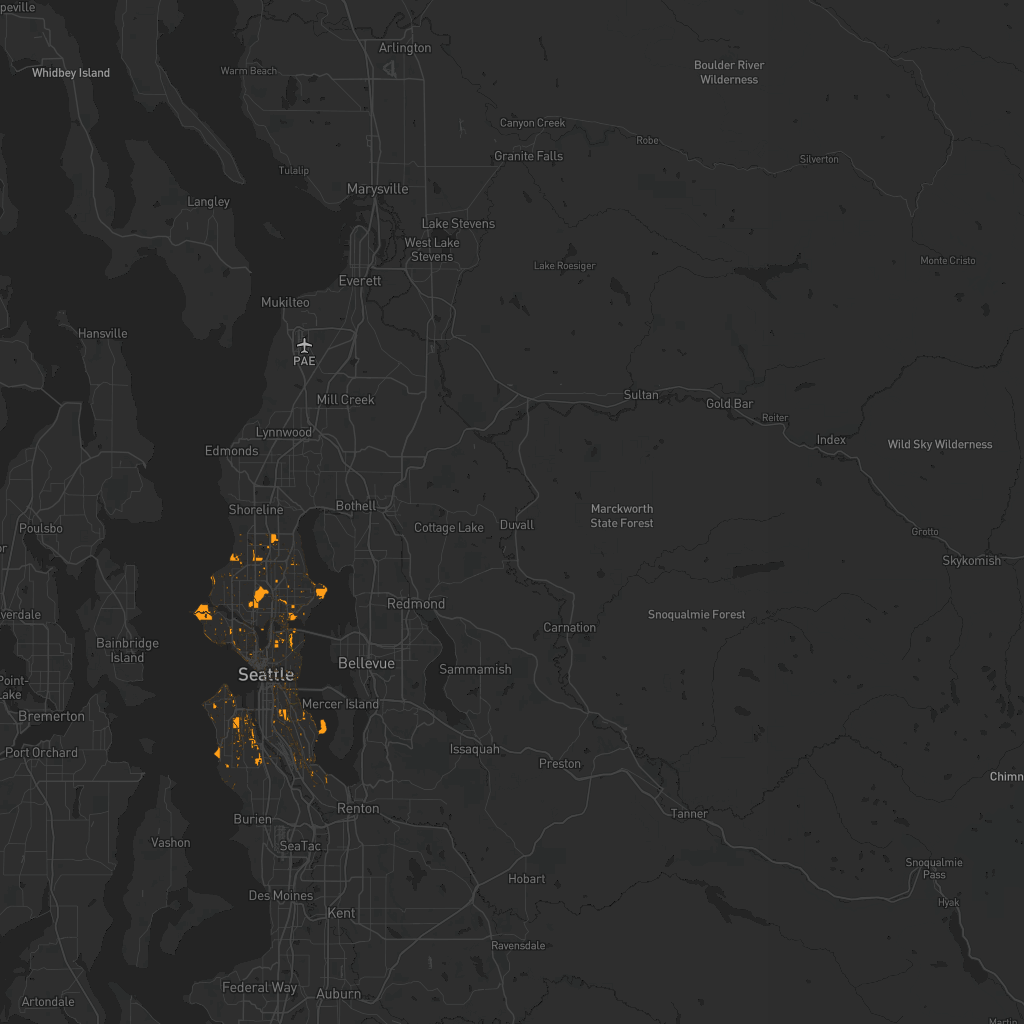 peville
Arlington
Whidbey Island
Warm Beach
Boulder River
Wilderness
Canyon Creek
Robe
Granite Falls
Silverton
Tulalip
Marysville
Langley
Lake Stevens
West Lake
Stevens
Lake Roesiger
Monte Cristo
Everett
Mukilteo
Hansville
PAE
Mill Creek
Sultan
Gold Bar
Reiter
Lynnwood
Index
Wild Sky Wilderness
Edmonds
Shoreline
Bothell
Marckworth
State Forest
Poulsbo
Cottage Lake
Duvall
Grotto
or
Skykomish
Redmond
verdale
Snoqualmie Forest
Carnation
Bainbridge
Island
Bellevue
Sammamish
Seattle
Point-
Lake
Mercer Island
Bremerton
Port Orchard
Issaquah
Preston
Chimn
Renton
Tanner
Burien
Vashon
SeaTac
Snoqualmie
Pass
Hobart
Des Moines
Hyak
Kent
Ravensdale
Federal Way
Auburn
Artondale
Martin